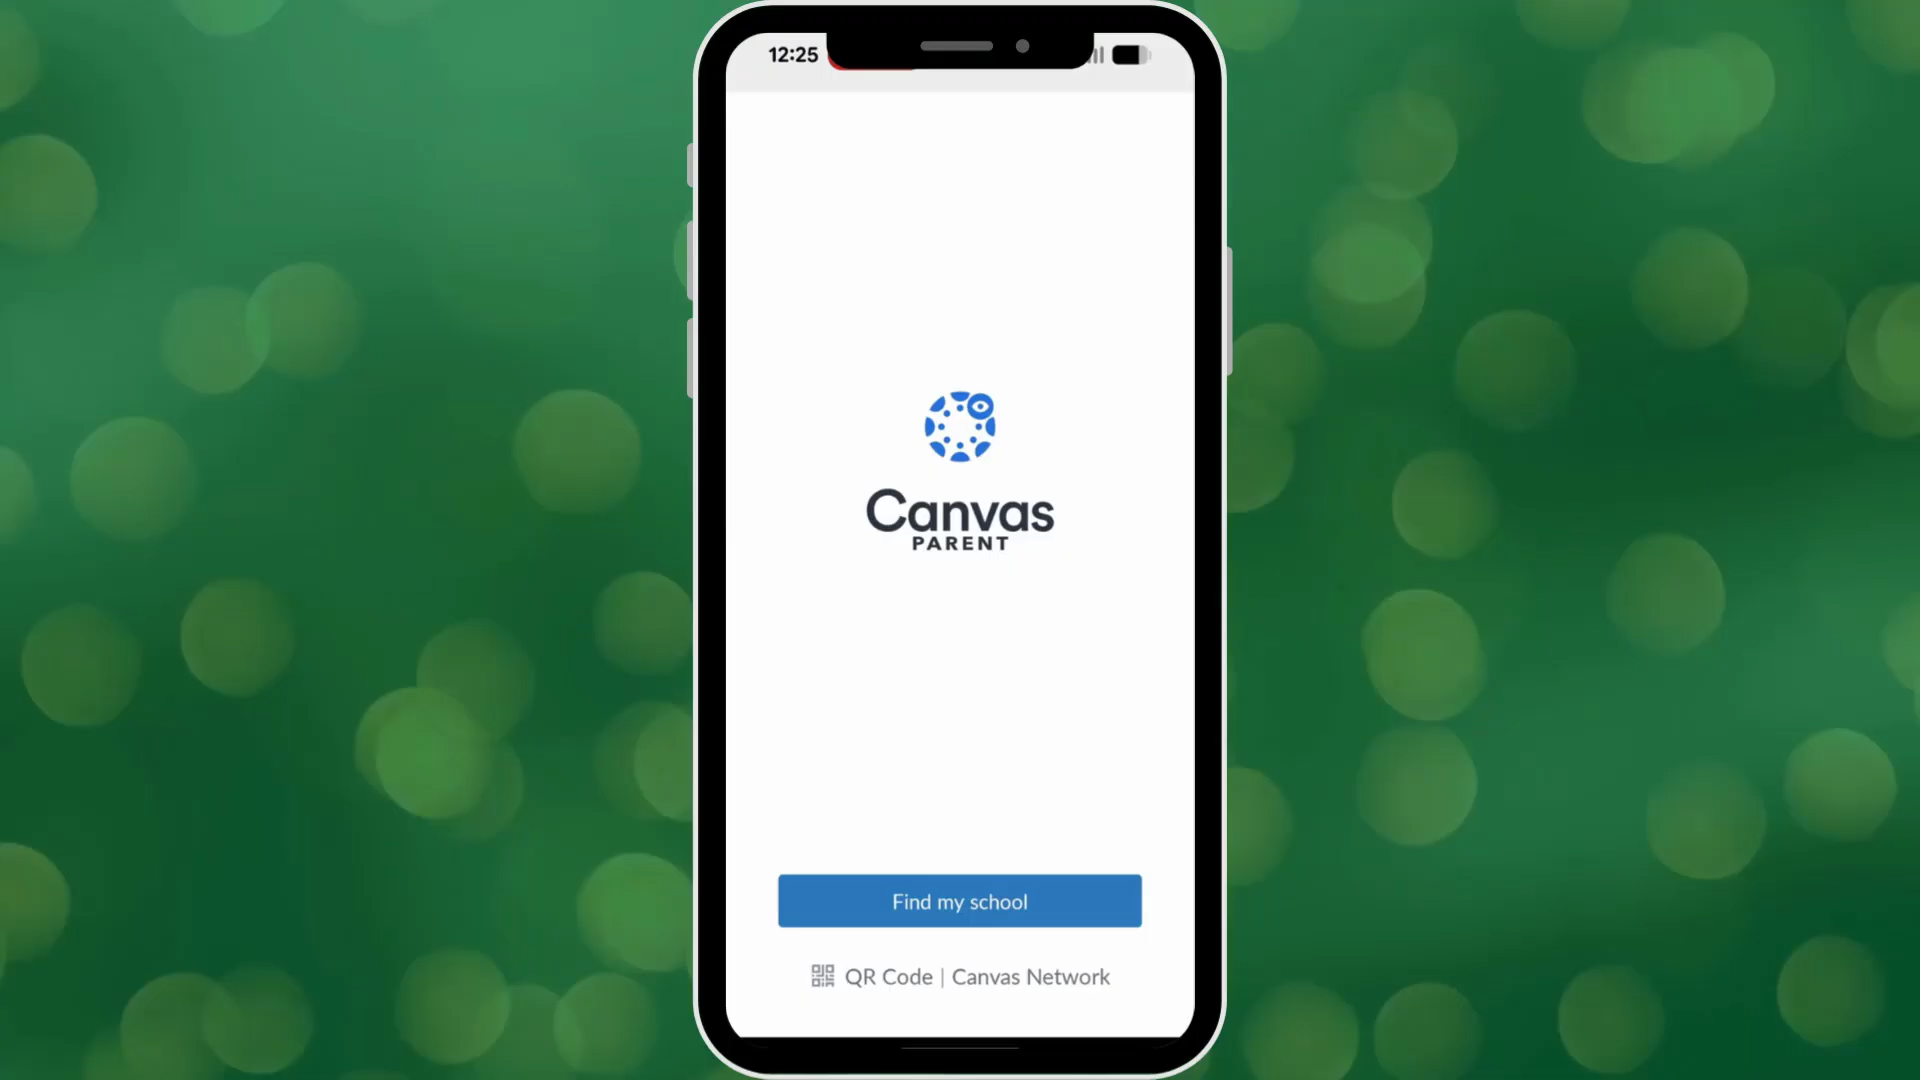 12:25
Canvas
PARENT
Find my school
QR Code | Canvas Network